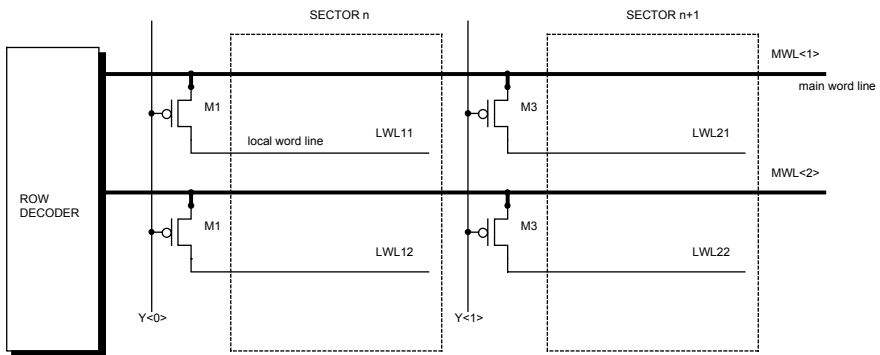 SECTOR n
SECTOR n+1
MWL<1>
main word line
M1
M3
local word line
LWL11
LWL21
MWL<2>
ROW
DECODER
M1
M3
LWL12
LWL22
Y<0>
Y<1>